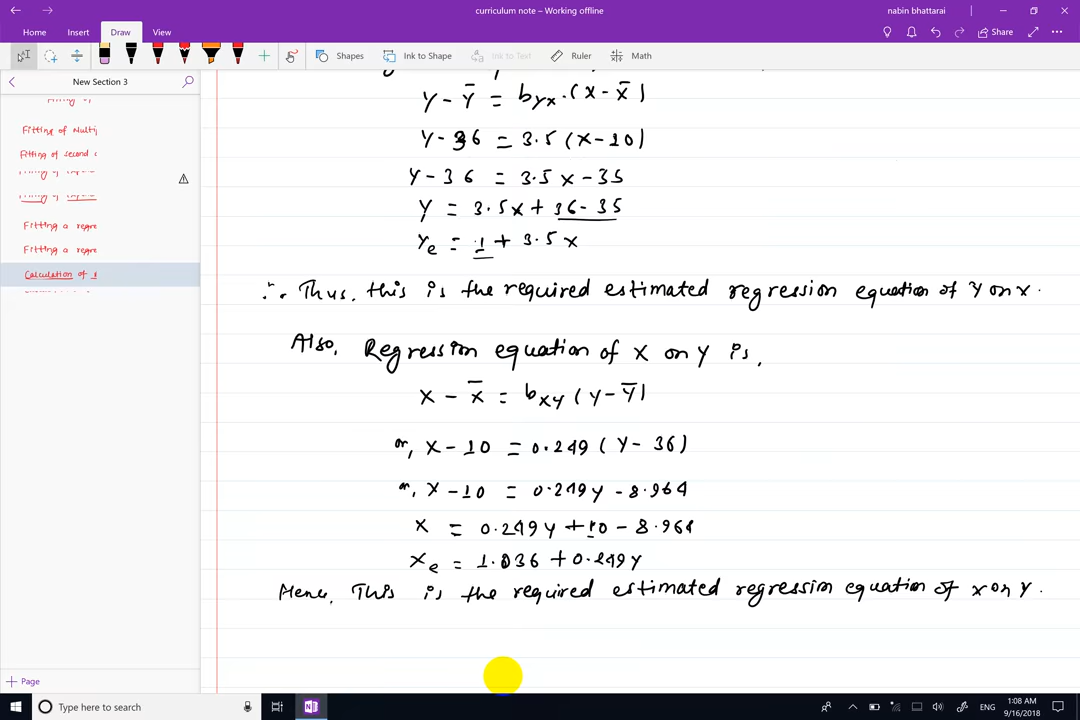 curriculum note – Working offline
nabin bhattarai
Home Insert Draw View
Share
Shapes Ink to Shape Ink to Text Ruler Math
New Section 3
Fitting of
Fitting of Multip
Fitting of second o
Fitting a regre
Fitting a regre
Calculation of
Y - Ȳ = byx.(X - X̄)
Y - 36 = 3.5 (X - 10)
Y - 36 = 3.5x - 35
Y = 3.5x + 36 - 35
Ye = 1 + 3.5x
∴ Thus, this is the required estimated regression equation of Y on X.
Also, Regression equation of X on Y is,
X - X̄ = bxy (Y - Ȳ)
or, X - 10 = 0.249 (Y - 36)
or, X - 10 = 0.249Y - 8.964
X = 0.249Y + 10 - 8.964
Xe = 1.036 + 0.249Y
Hence, This is the required estimated regression equation of X on Y.
+ Page
Type here to search
ENG
1:08 AM
9/16/2018